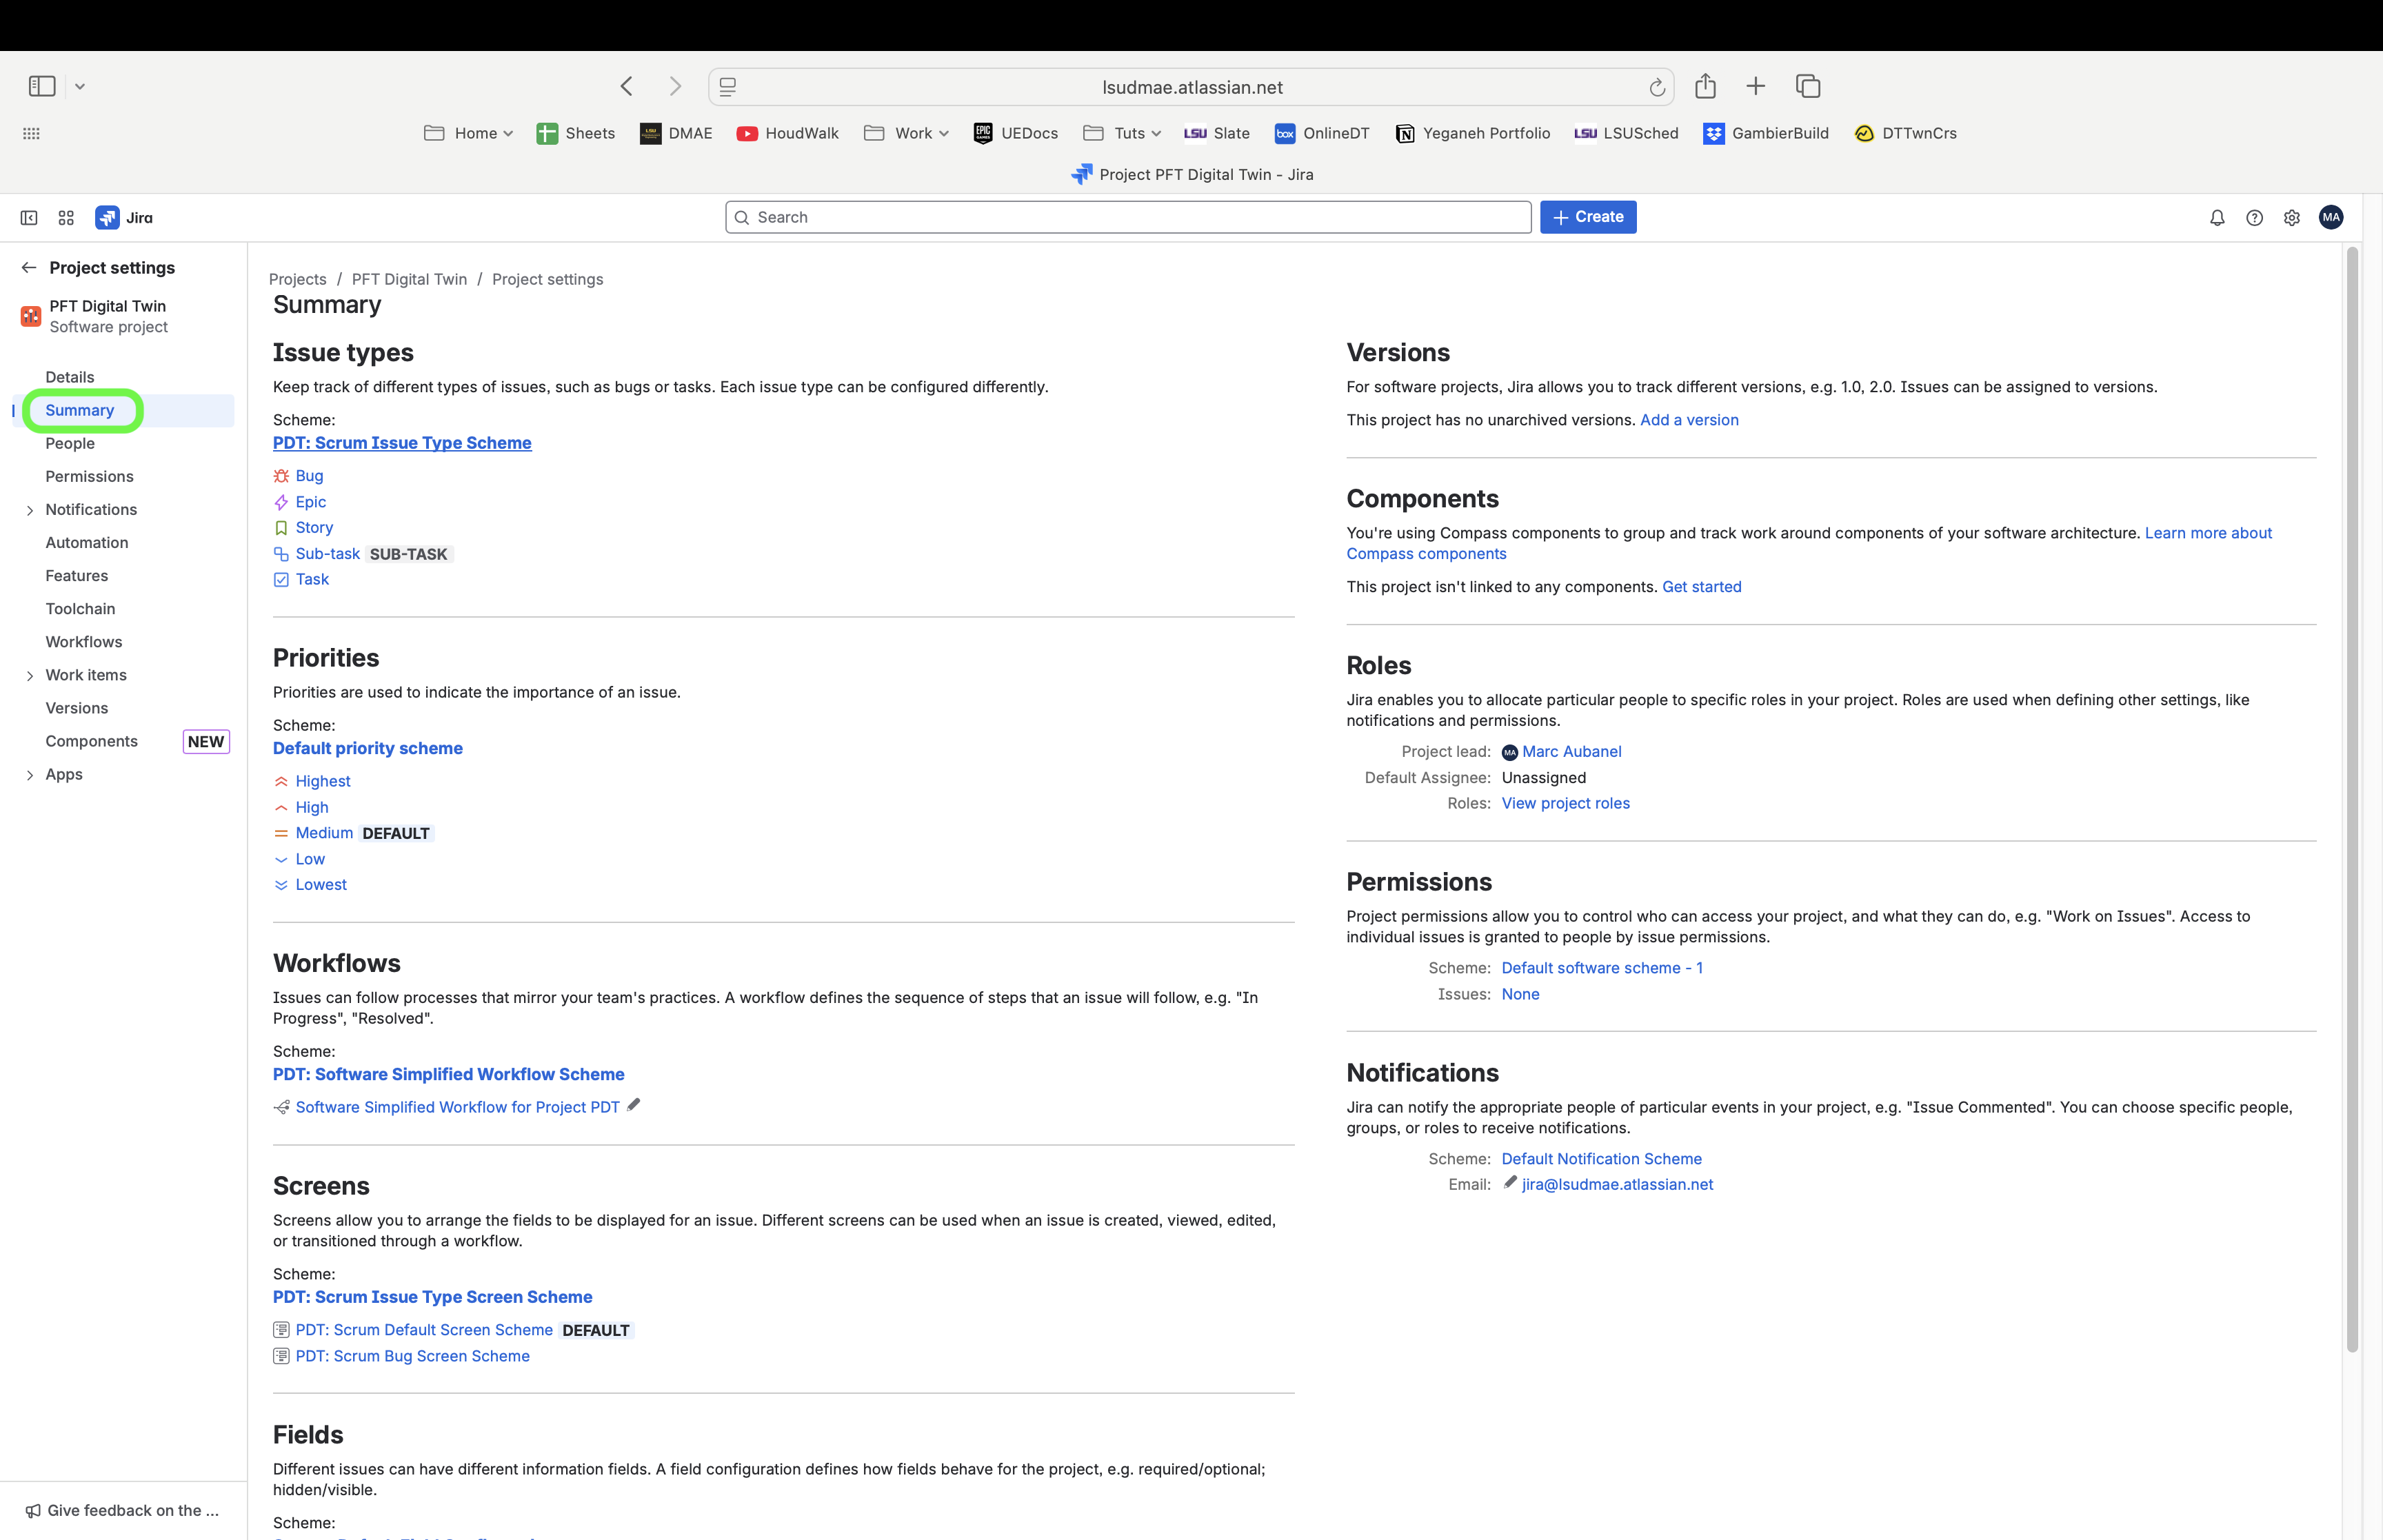 lsudmae.atlassian.net
Home
Sheets
DMAE
HoudWalk
Work
UEDocs
Tuts
LSU Slate
box OnlineDT
Yeganeh Portfolio
LSU LSUSched
GambierBuild
DTTwnCrs
Project PFT Digital Twin - Jira
Jira
Search
Create
MA
Project settings
PFT Digital Twin
Software project
Details
Summary
People
Permissions
Notifications
Automation
Features
Toolchain
Workflows
Work items
Versions
Components NEW
Apps
Give feedback on the ...
Projects / PFT Digital Twin / Project settings
Summary
Issue types
Keep track of different types of issues, such as bugs or tasks. Each issue type can be configured differently.
Scheme:
PDT: Scrum Issue Type Scheme
Bug
Epic
Story
Sub-task SUB-TASK
Task
Priorities
Priorities are used to indicate the importance of an issue.
Scheme:
Default priority scheme
Highest
High
Medium DEFAULT
Low
Lowest
Workflows
Issues can follow processes that mirror your team's practices. A workflow defines the sequence of steps that an issue will follow, e.g. "In
Progress", "Resolved".
Scheme:
PDT: Software Simplified Workflow Scheme
Software Simplified Workflow for Project PDT
Screens
Screens allow you to arrange the fields to be displayed for an issue. Different screens can be used when an issue is created, viewed, edited,
or transitioned through a workflow.
Scheme:
PDT: Scrum Issue Type Screen Scheme
PDT: Scrum Default Screen Scheme DEFAULT
PDT: Scrum Bug Screen Scheme
Fields
Different issues can have different information fields. A field configuration defines how fields behave for the project, e.g. required/optional;
hidden/visible.
Scheme:
Versions
For software projects, Jira allows you to track different versions, e.g. 1.0, 2.0. Issues can be assigned to versions.
This project has no unarchived versions. Add a version
Components
You're using Compass components to group and track work around components of your software architecture. Learn more about
Compass components
This project isn't linked to any components. Get started
Roles
Jira enables you to allocate particular people to specific roles in your project. Roles are used when defining other settings, like
notifications and permissions.
Project lead: MA Marc Aubanel
Default Assignee: Unassigned
Roles: View project roles
Permissions
Project permissions allow you to control who can access your project, and what they can do, e.g. "Work on Issues". Access to
individual issues is granted to people by issue permissions.
Scheme: Default software scheme - 1
Issues: None
Notifications
Jira can notify the appropriate people of particular events in your project, e.g. "Issue Commented". You can choose specific people,
groups, or roles to receive notifications.
Scheme: Default Notification Scheme
Email: jira@lsudmae.atlassian.net